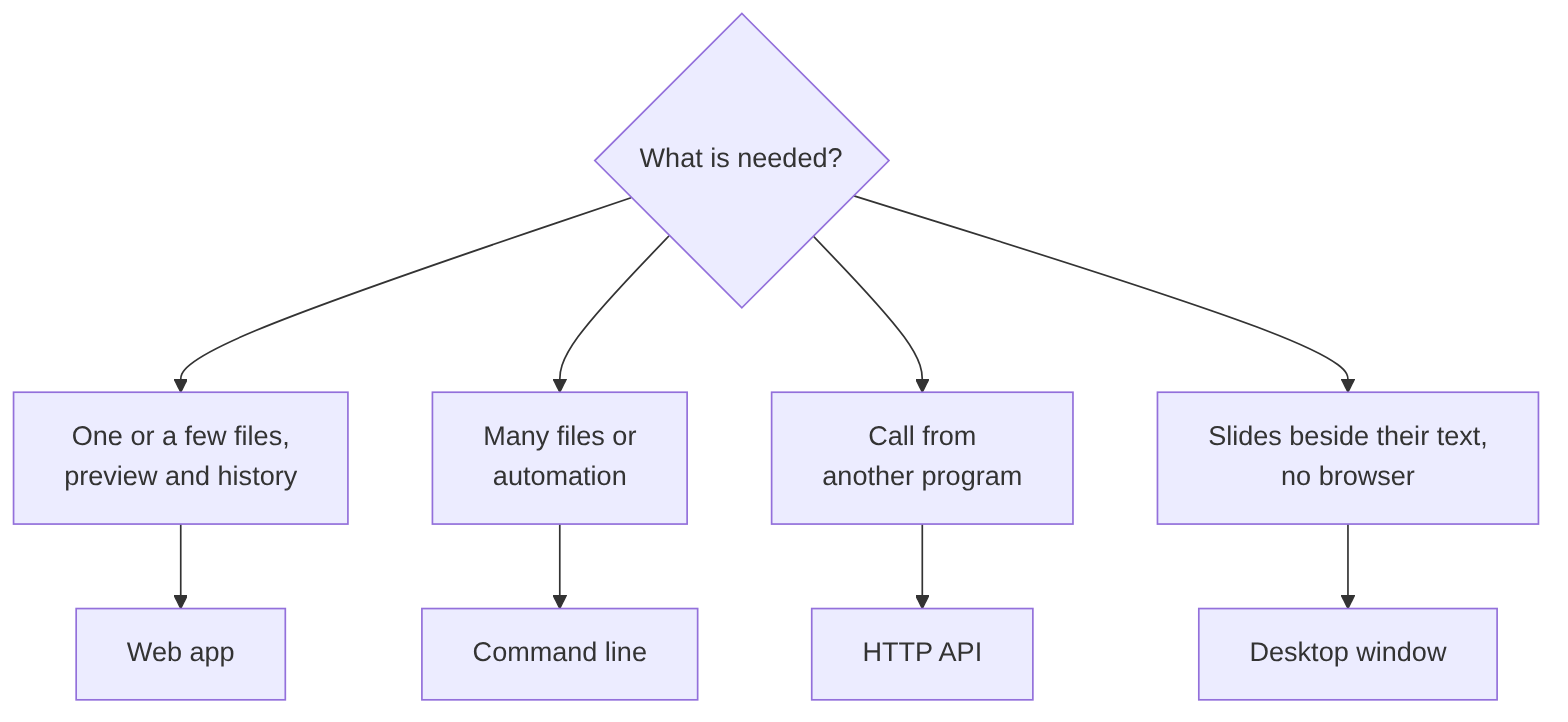 What is needed?
One or a few files,
preview and history
Many files or
automation
Call from
another program
Slides beside their text,
no browser
Web app
Command line
HTTP API
Desktop window